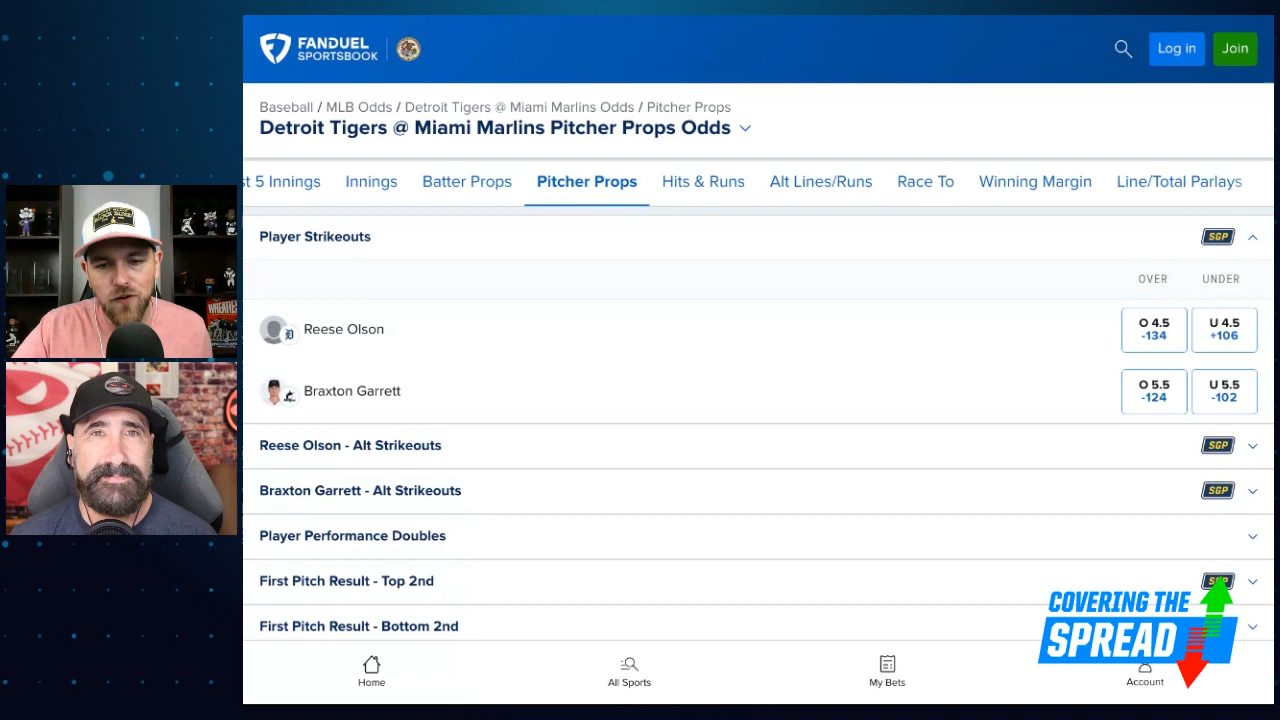 FANDUEL
SPORTSBOOK
Log in
Join
Baseball / MLB Odds / Detroit Tigers @ Miami Marlins Odds / Pitcher Props
Detroit Tigers @ Miami Marlins Pitcher Props Odds
st 5 Innings Innings Batter Props Pitcher Props Hits & Runs Alt Lines/Runs Race To Winning Margin Line/Total Parlays
Player Strikeouts SGP
OVER UNDER
Reese Olson
O 4.5 U 4.5
-134 +106
Braxton Garrett
O 5.5 U 5.5
-124 -102
Reese Olson - Alt Strikeouts SGP
Braxton Garrett - Alt Strikeouts SGP
Player Performance Doubles
First Pitch Result - Top 2nd SGP
First Pitch Result - Bottom 2nd
COVERING THE
SPREAD
Home All Sports My Bets Account
WHEATIES